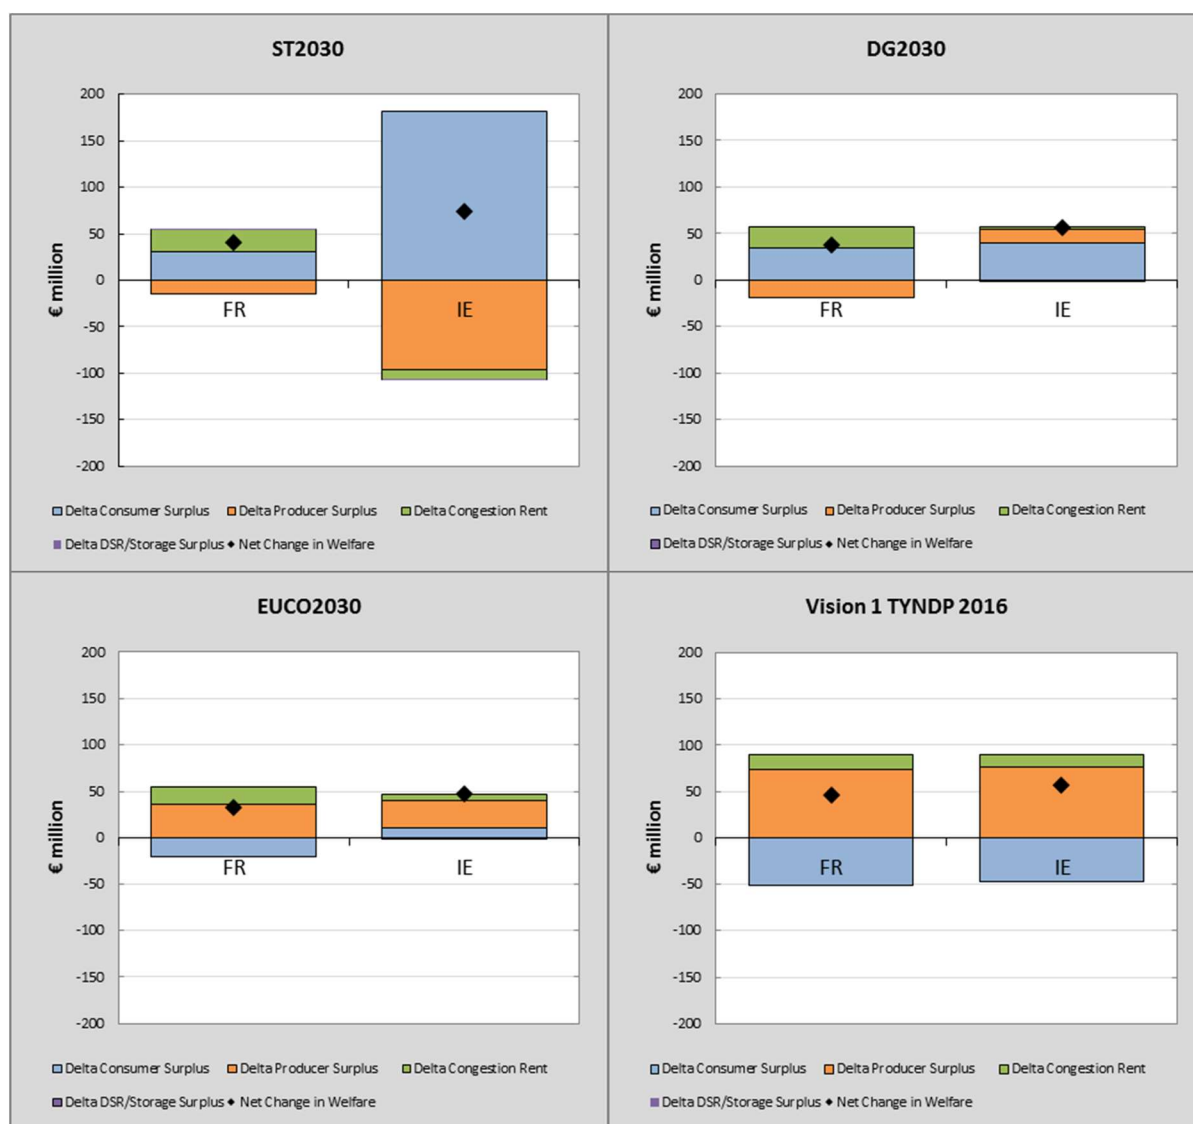 ST2030
200
150
100
50
0
-50
-100
-150
-200
€ million
FR
IE
Delta Consumer Surplus Delta Producer Surplus Delta Congestion Rent
Delta DSR/Storage Surplus Net Change in Welfare
DG2030
200
150
100
50
0
-50
-100
-150
-200
€ million
FR
IE
Delta Consumer Surplus Delta Producer Surplus Delta Congestion Rent
Delta DSR/Storage Surplus Net Change in Welfare
EUCO2030
200
150
100
50
0
-50
-100
-150
-200
€ million
FR
IE
Delta Consumer Surplus Delta Producer Surplus Delta Congestion Rent
Delta DSR/Storage Surplus Net Change in Welfare
Vision 1 TYNDP 2016
200
150
100
50
0
-50
-100
-150
-200
€ million
FR
IE
Delta Consumer Surplus Delta Producer Surplus Delta Congestion Rent
Delta DSR/Storage Surplus Net Change in Welfare